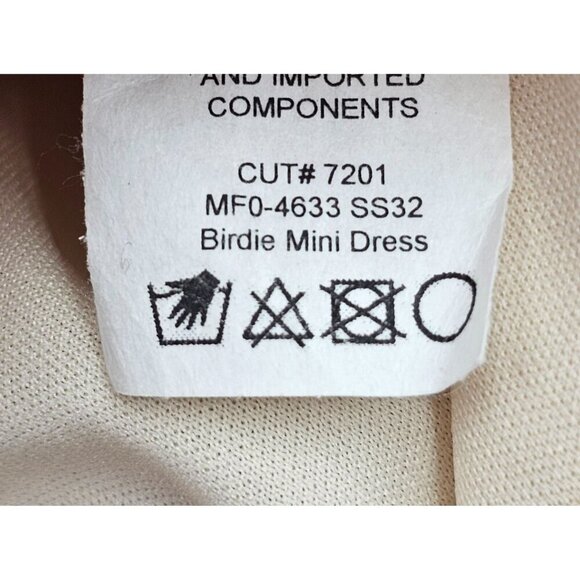 AND IMPORTED
COMPONENTS
CUT# 7201
MF0-4633 SS32
Birdie Mini Dress